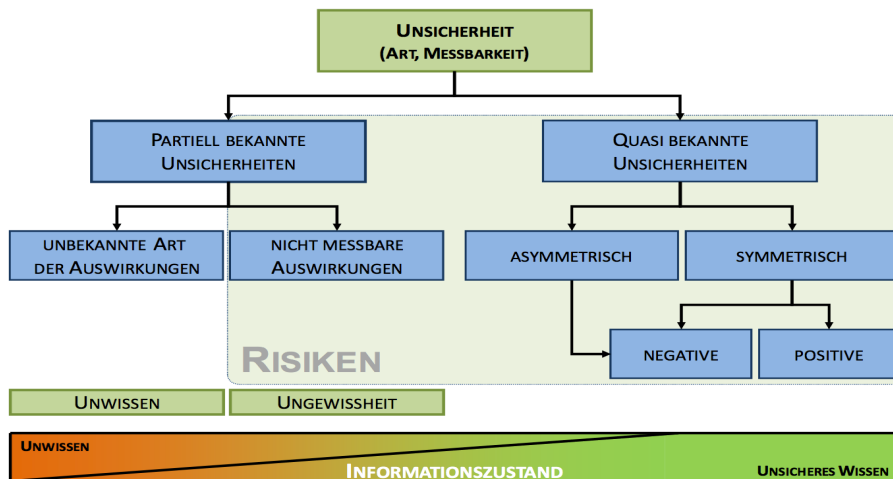 UNSICHERHEIT
(ART, MESSBARKEIT)
PARTIELL BEKANNTE
UNSICHERHEITEN
QUASI BEKANNTE
UNSICHERHEITEN
UNBEKANNTE ART
DER AUSWIRKUNGEN
NICHT MESSBARE
AUSWIRKUNGEN
ASYMMETRISCH
SYMMETRISCH
RISIKEN
NEGATIVE
POSITIVE
UNWISSEN
UNGEWISSHEIT
UNWISSEN
INFORMATIONSZUSTAND
UNSICHERES WISSEN